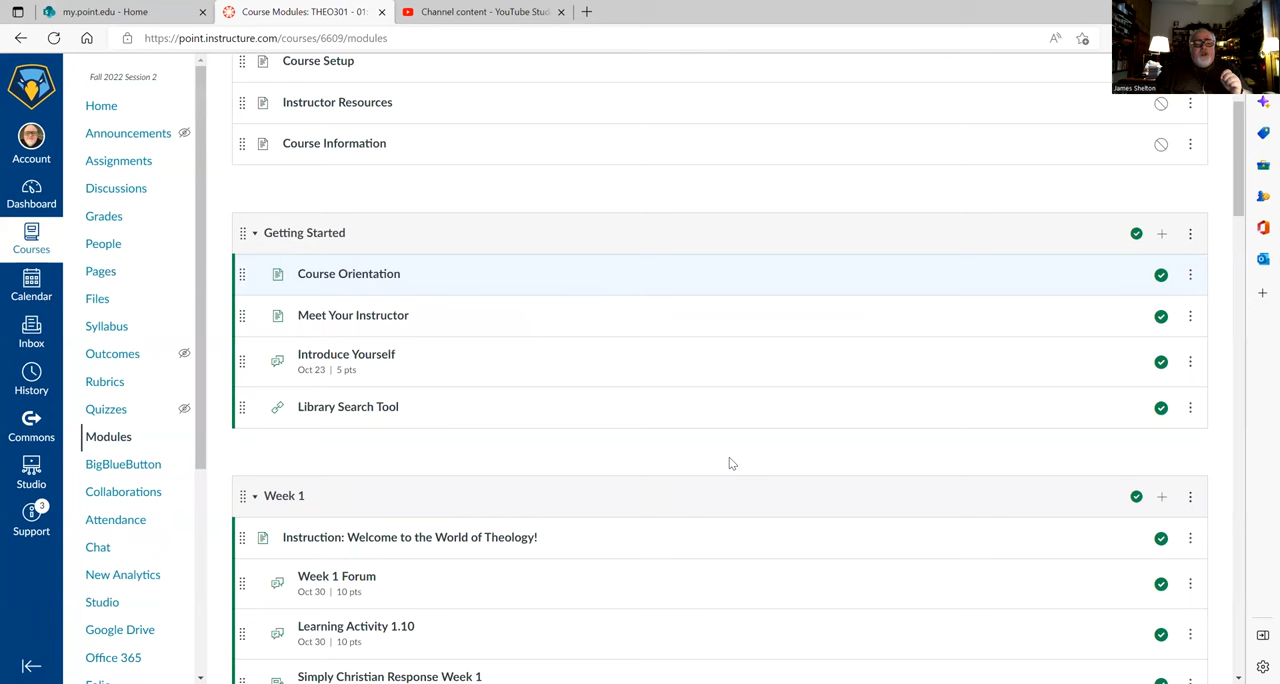 my.point.edu - Home
Course Modules: THEO301 - 01:
Channel content - YouTube Stud
https://point.instructure.com/courses/6609/modules
James Shelton
Account
Dashboard
Courses
Calendar
Inbox
History
Commons
Studio
3
Support
Fall 2022 Session 2
Home
Announcements
Assignments
Discussions
Grades
People
Pages
Files
Syllabus
Outcomes
Rubrics
Quizzes
Modules
BigBlueButton
Collaborations
Attendance
Chat
New Analytics
Studio
Google Drive
Office 365
Course Setup
Instructor Resources
Course Information
Getting Started
Course Orientation
Meet Your Instructor
Introduce Yourself
Oct 23 | 5 pts
Library Search Tool
Week 1
Instruction: Welcome to the World of Theology!
Week 1 Forum
Oct 30 | 10 pts
Learning Activity 1.10
Oct 30 | 10 pts
Simply Christian Response Week 1